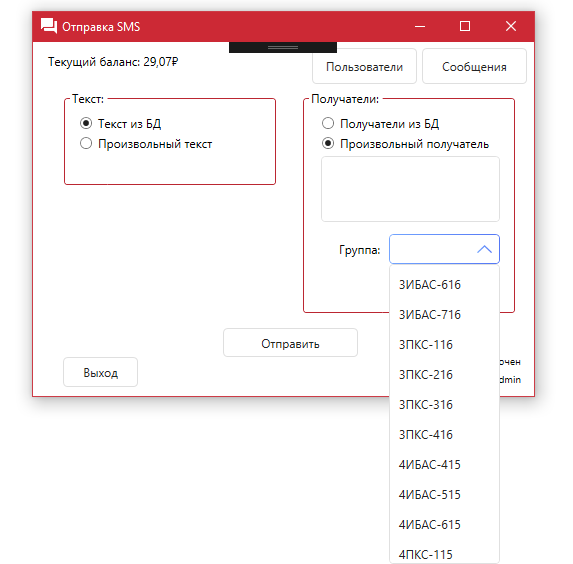 Отправка SMS
Текущий баланс: 29,07₽
Пользователи
Сообщения
Текст:
Текст из БД
Произвольный текст
Получатели:
Получатели из БД
Произвольный получатель
Группа:
3ИБАС-616
3ИБАС-716
3ПКС-116
3ПКС-216
3ПКС-316
3ПКС-416
4ИБАС-415
4ИБАС-515
4ИБАС-615
4ПКС-115
Отправить
Выход
очен
dmin